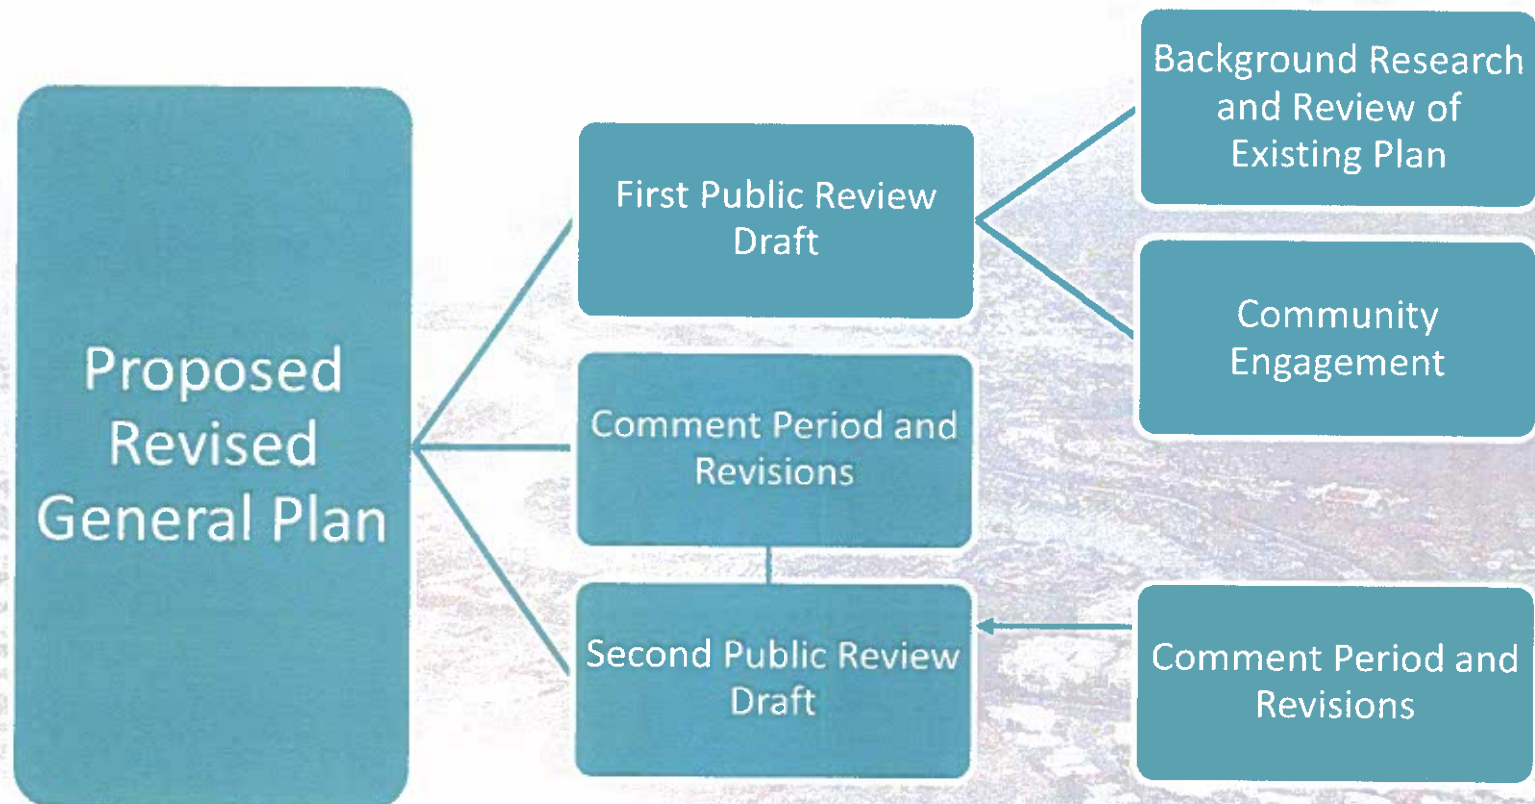 Proposed
Revised
General Plan
First Public Review
Draft
Comment Period and
Revisions
Second Public Review
Draft
Background Research
and Review of
Existing Plan
Community
Engagement
Comment Period and
Revisions